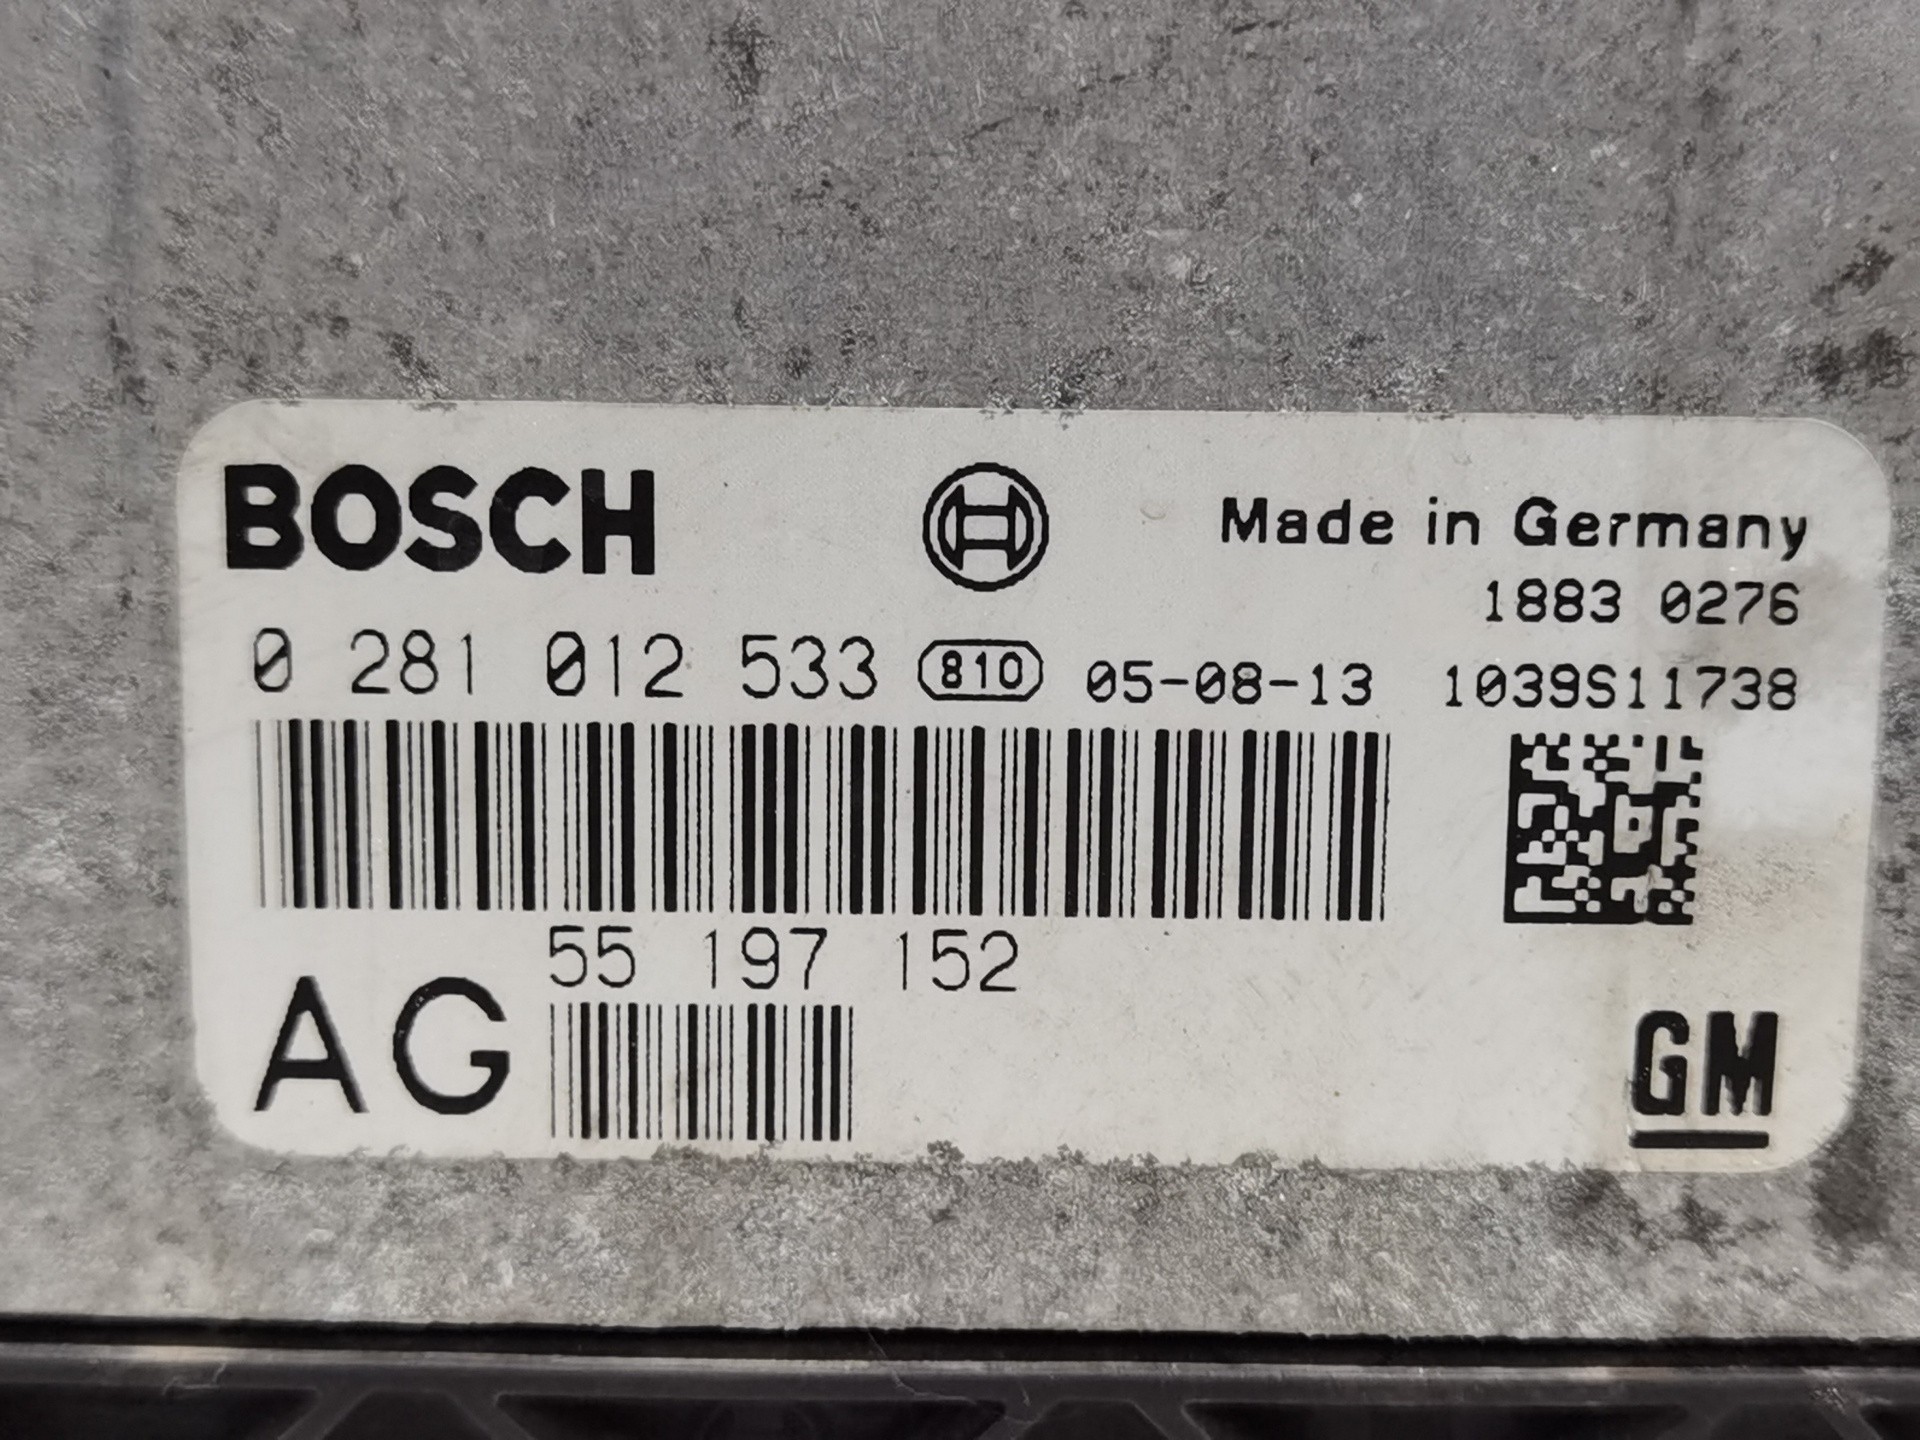 BOSCH
Made in Germany
1883 0276
0 281 012 533 810 05-08-13 1039S11738
55 197 152
AG
GM